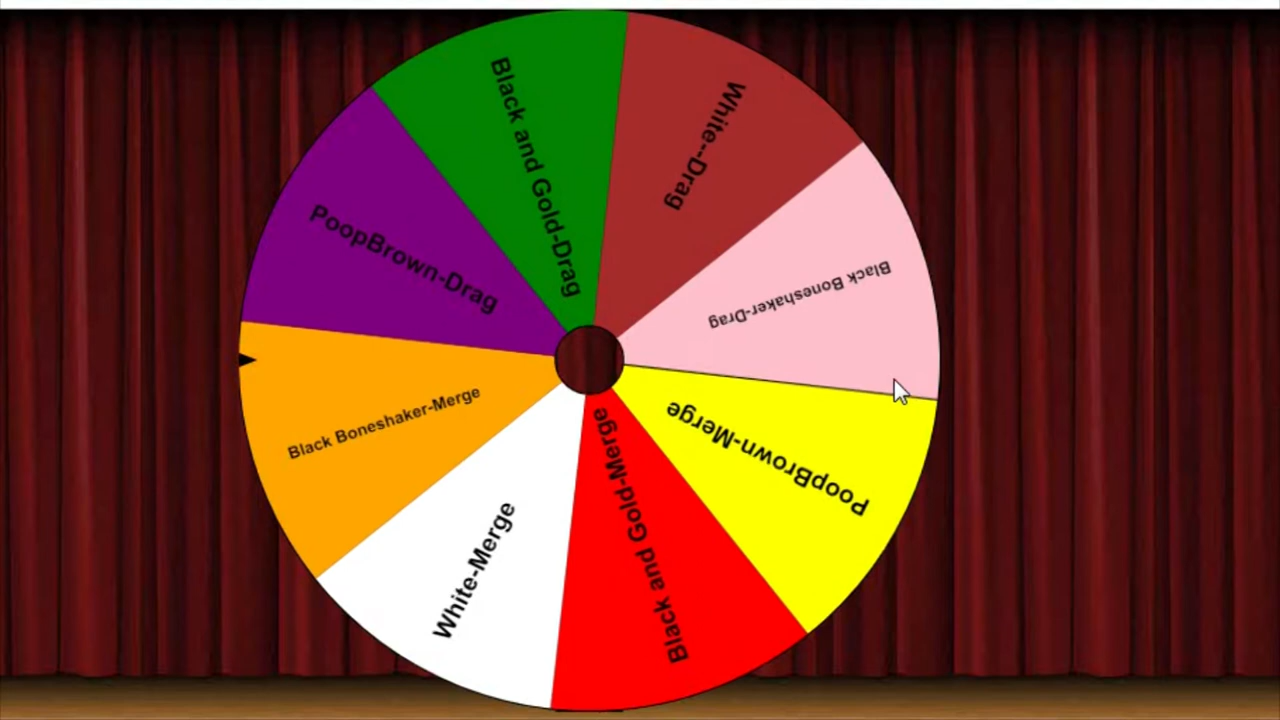 Black and Gold-Drag
White--Drag
Black Boneshaker-Drag
PoopBrown-Merge
Black and Gold-Merge
White-Merge
Black Boneshaker-Merge
PoopBrown-Drag